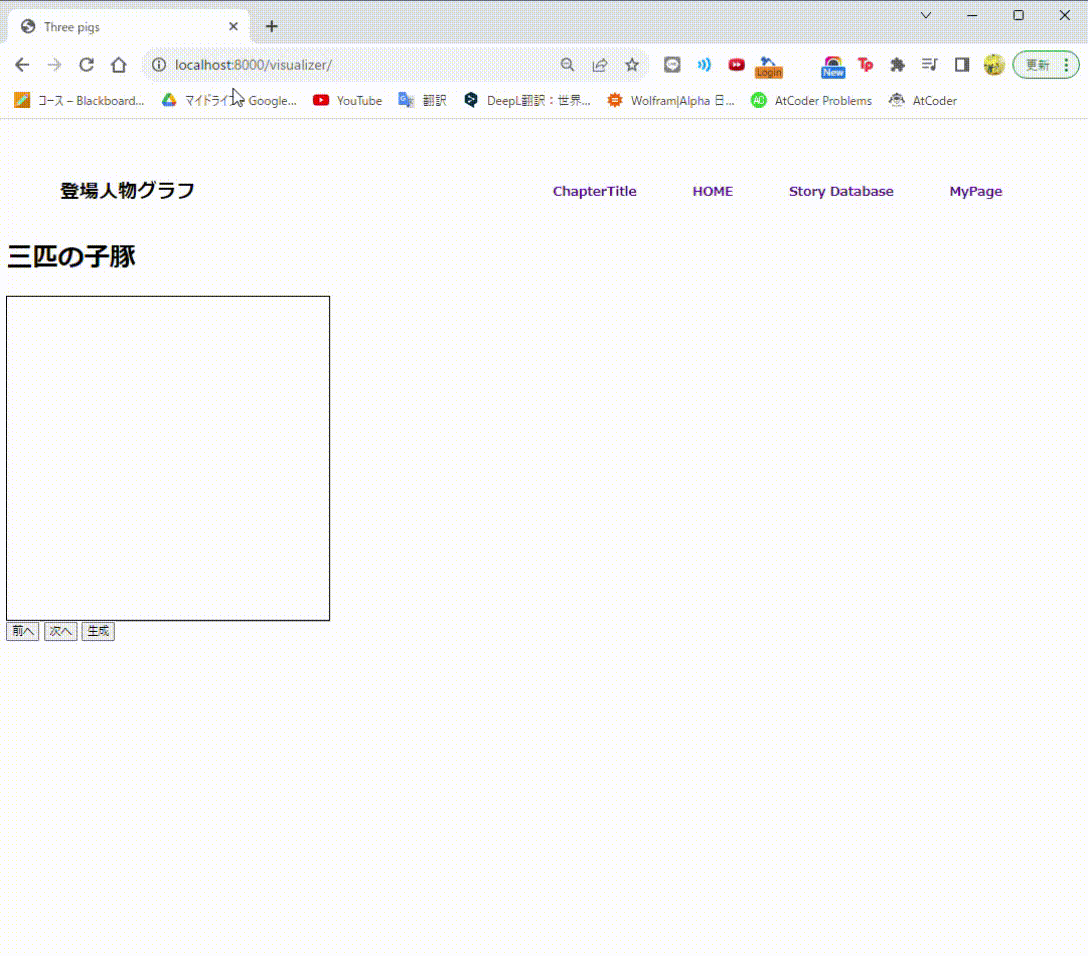 Three pigs
localhost:8000/visualizer/
Login
New
Tp
更新
コース – Blackboard...
マイドライブ Google...
YouTube
翻訳
DeepL翻訳：世界...
Wolfram|Alpha 日...
AtCoder Problems
AtCoder
登場人物グラフ
ChapterTitle
HOME
Story Database
MyPage
三匹の子豚
前へ
次へ
生成